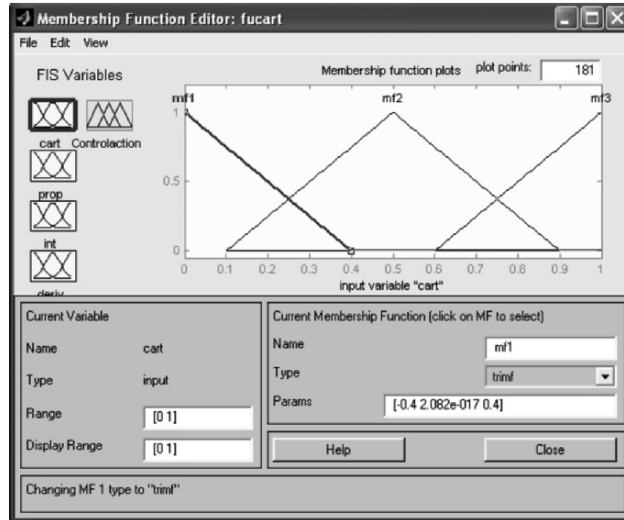 Membership Function Editor: fucart
File Edit View
FIS Variables
Membership function plots plot points: 181
cart Controlaction
prop
int
deriv
mf1 mf2 mf3
1
0.5
0
0 0.1 0.2 0.3 0.4 0.5 0.6 0.7 0.8 0.9 1
input variable "cart"
Current Variable
Name cart
Type input
Range [0 1]
Display Range [0 1]
Current Membership Function (click on MF to select)
Name mf1
Type trimf
Params [-0.4 2.082e-017 0.4]
Help Close
Changing MF 1 type to "trimf"